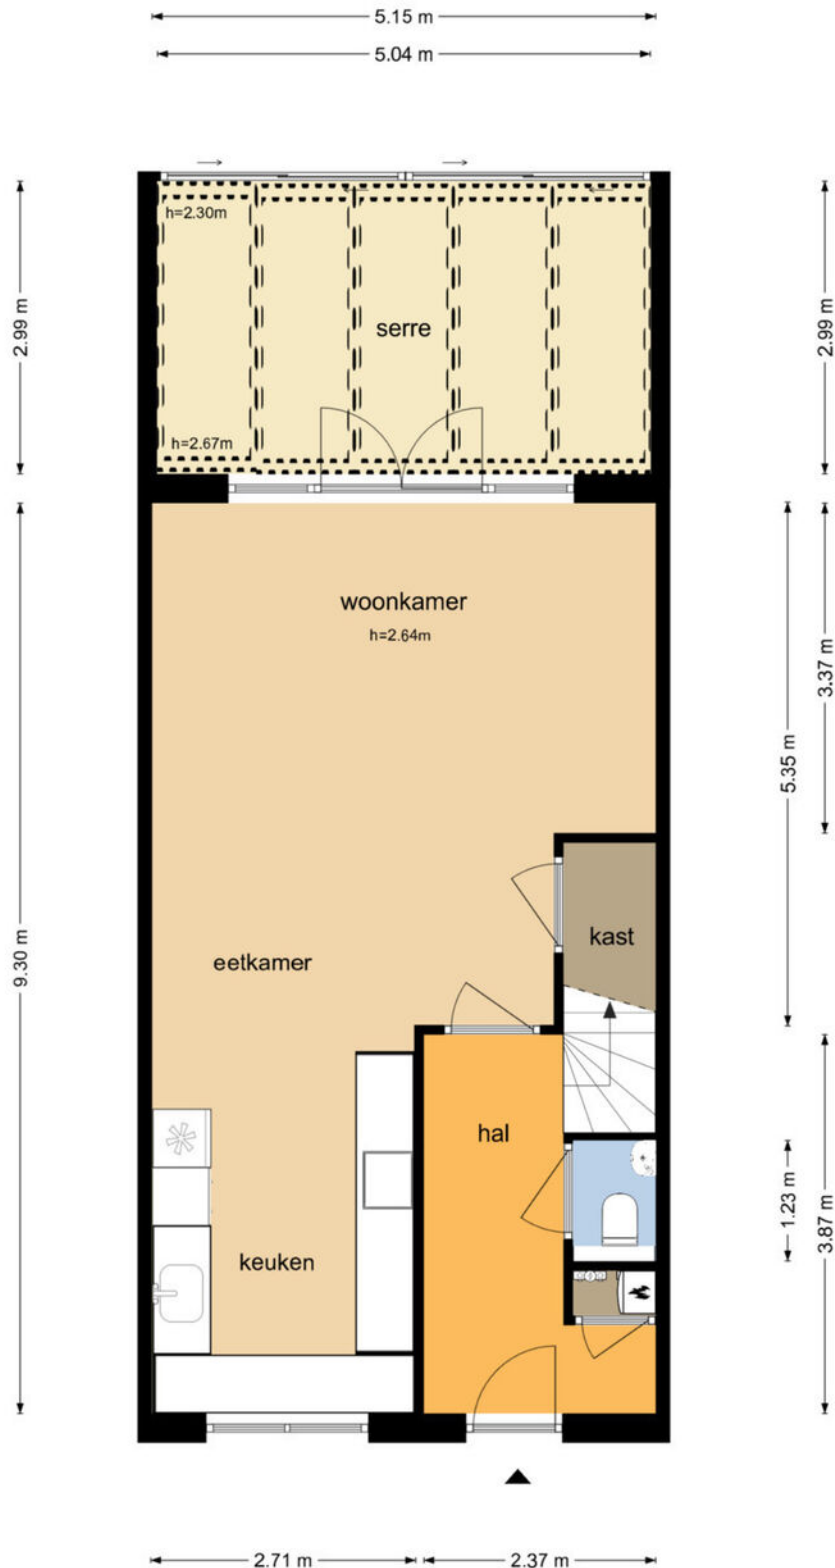 5.15 m
5.04 m
h=2.30m
2.99 m
serre
2.99 m
h=2.67m
woonkamer
h=2.64m
3.37 m
5.35 m
kast
9.30 m
eetkamer
hal
1.23 m
3.87 m
keuken
2.71 m
2.37 m